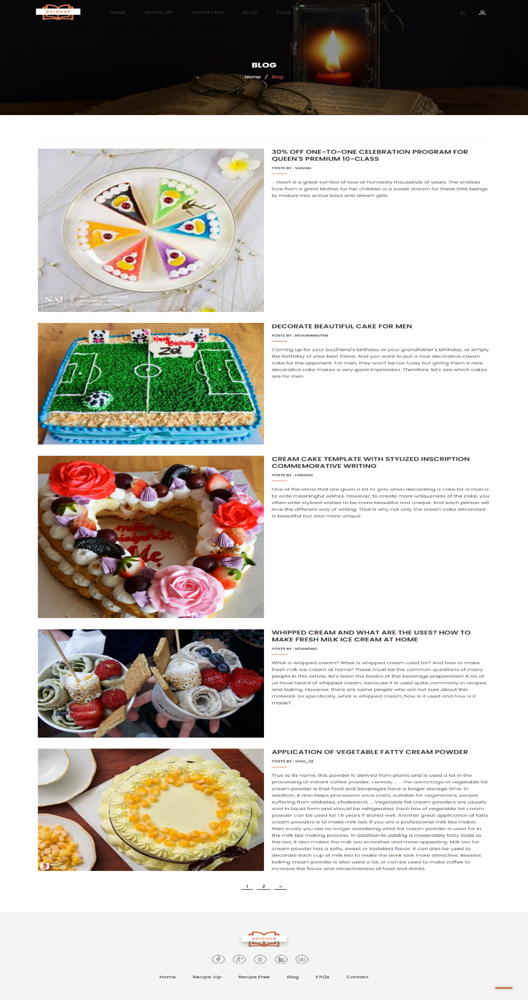 BOIGHOR
HOME RECIPE VIP RECIPE FREE BLOG FAQS
BLOG
Home / Blog
30% OFF ONE-TO-ONE CELEBRATION PROGRAM FOR
QUEEN'S PREMIUM 10-CLASS
POSTS BY : VANHAI
- Heart is a great symbol of love of humanity thousands of years. The endless
love from a great Mother for her children is a sweet stream for these little beings
to mature into active boys and dream girls.
NAI
DECORATE BEAUTIFUL CAKE FOR MEN
POSTS BY : HOANGNGUYEN
Coming up for your boyfriend's birthday or your grandfather's birthday, or simply
the birthday of your best friend. And you want to put a nice decorative cream
cake for the opponent. For men, they won't be too fussy but giving them a nice
decorative cake makes a very good impression. Therefore, let's see which cakes
are for men.
Happy
Birthday
CREAM CAKE TEMPLATE WITH STYLIZED INSCRIPTION
COMMEMORATIVE WRITING
POSTS BY : LONGNG
One of the ideas that are given a lot to girls when decorating a cake for a man is
to write meaningful wishes. However, to create more uniqueness of the cake, you
often write stylized wishes to be more beautiful and unique. And each person will
love the different way of writing. That is why not only the cream cake decorated
is beautiful but also more unique.
Mẹ
WHIPPED CREAM AND WHAT ARE THE USES? HOW TO
MAKE FRESH MILK ICE CREAM AT HOME
POSTS BY : HOANGNG
What is whipped cream? What is whipped cream used for? And how to make
fresh milk ice cream at home? These must be the common questions of many
people.In this article, let's learn the basics of this beverage preparation! A lot of
us have heard of whipped cream, because it is used quite commonly in recipes
and baking. However, there are some people who are not sure about this
material. So specifically, what is whipped cream, how is it used and how is it
made?
APPLICATION OF VEGETABLE FATTY CREAM POWDER
POSTS BY : VHAI_22
True to its name, this powder is derived from plants and is used a lot in the
processing of instant coffee powder, cereals, ... .. The advantage of vegetable fat
cream powder is that food and beverages have a longer storage time. In
addition, it also helps processors save costs, suitable for vegetarians, people
suffering from diabetes, cholesterol, ... Vegetable fat cream powders are usually
sold in liquid form and should be refrigerated. Each box of vegetable fat cream
powder can be used for 1.5 years if stored well. Another great application of fatty
cream powders is to make milk tea. If you are a professional milk tea maker,
then surely you are no longer wondering what fat cream powder is used for in
the milk tea making process. In addition to adding a moderately fatty taste to
the tea, it also makes the milk tea smoother and more appealing. Milk tea fat
cream powder has a salty, sweet or tasteless flavor. It can also be used to
decorate each cup of milk tea to make the drink look more attractive. Besides
baking cream powder is also used a lot, or can be used to make coffee to
increase the flavor and attractiveness of food and drinks.
1 2 »
BOIGHOR
Home Recipe Vip Recipe Free Blog FAQs Contact